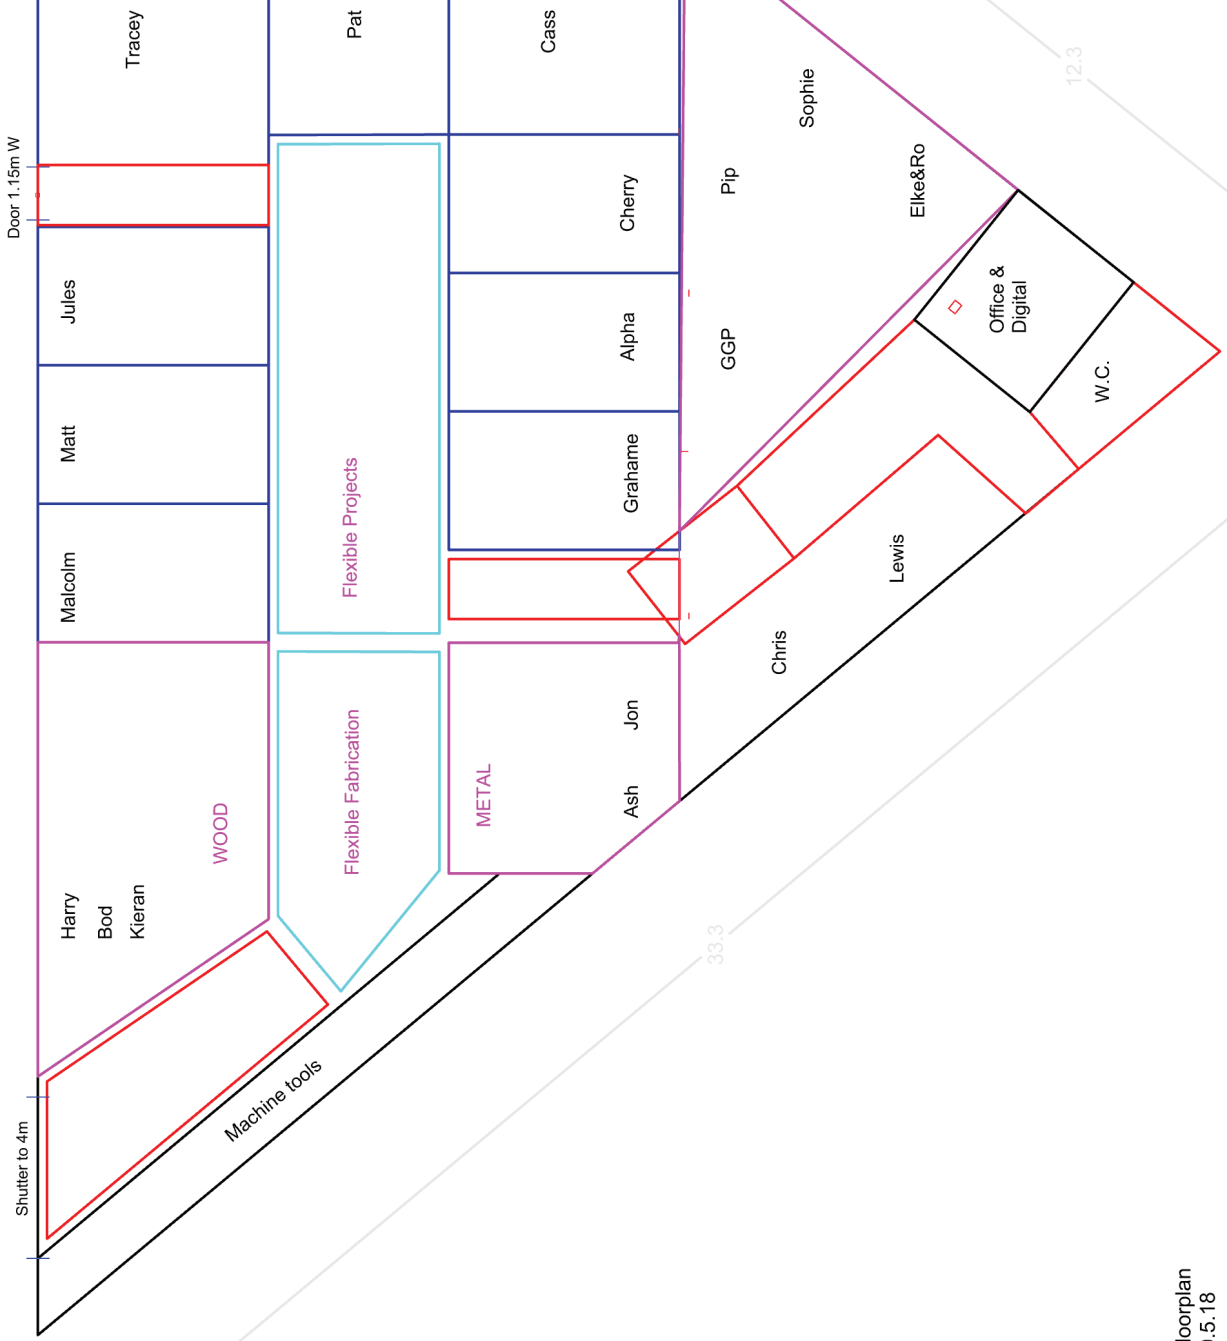 Door 1.15m W
Shutter to 4m
Tracey
Jules
Matt
Malcolm
Harry
Bod
Kieran
WOOD
Machine tools
Pat
Flexible Projects
Flexible Fabrication
Cass
Cherry
Alpha
Grahame
METAL
Jon
Ash
Sophie
Pip
Elke&Ro
GGP
Office &
Digital
W.C.
Lewis
Chris
12.3
33.3
loorplan
.5.18